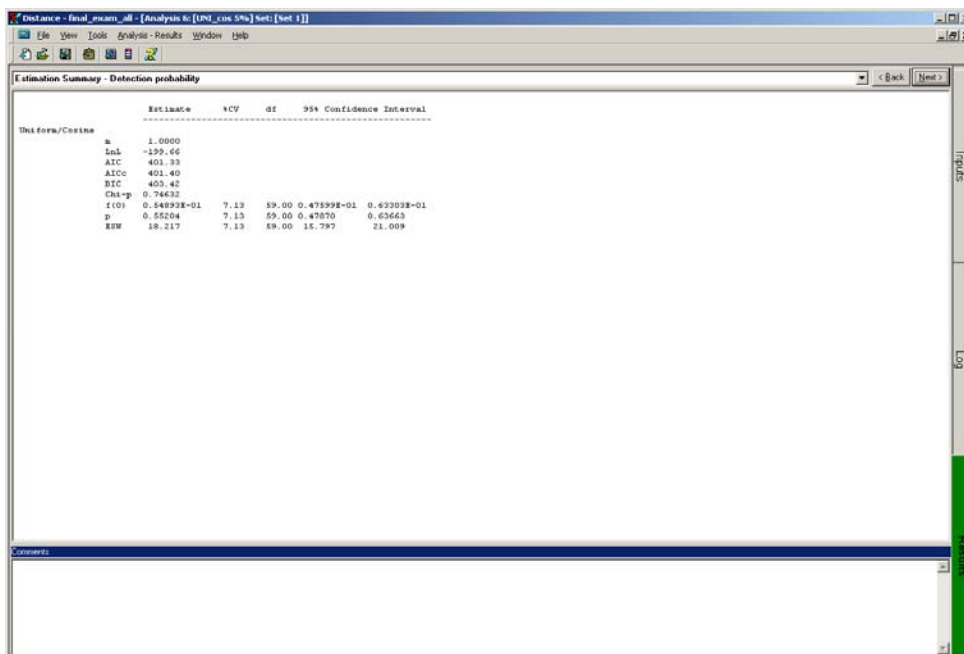 Distance - final_exam_all - [Analysis 6: [UNI_cos 5%] Set: [Set 1]]
File View Tools Analysis - Results Window Help
Estimation Summary - Detection probability
< Back Next >
Estimate %CV df 95% Confidence Interval
Uniform/Cosine
m 1.0000
LnL -199.66
AIC 401.33
AICc 401.40
BIC 403.42
Chi-p 0.74632
f(0) 0.54893E-01 7.13 59.00 0.47599E-01 0.63303E-01
p 0.55204 7.13 59.00 0.47870 0.63663
ESW 18.217 7.13 59.00 15.797 21.009
Inputs
Log
Results
Comments